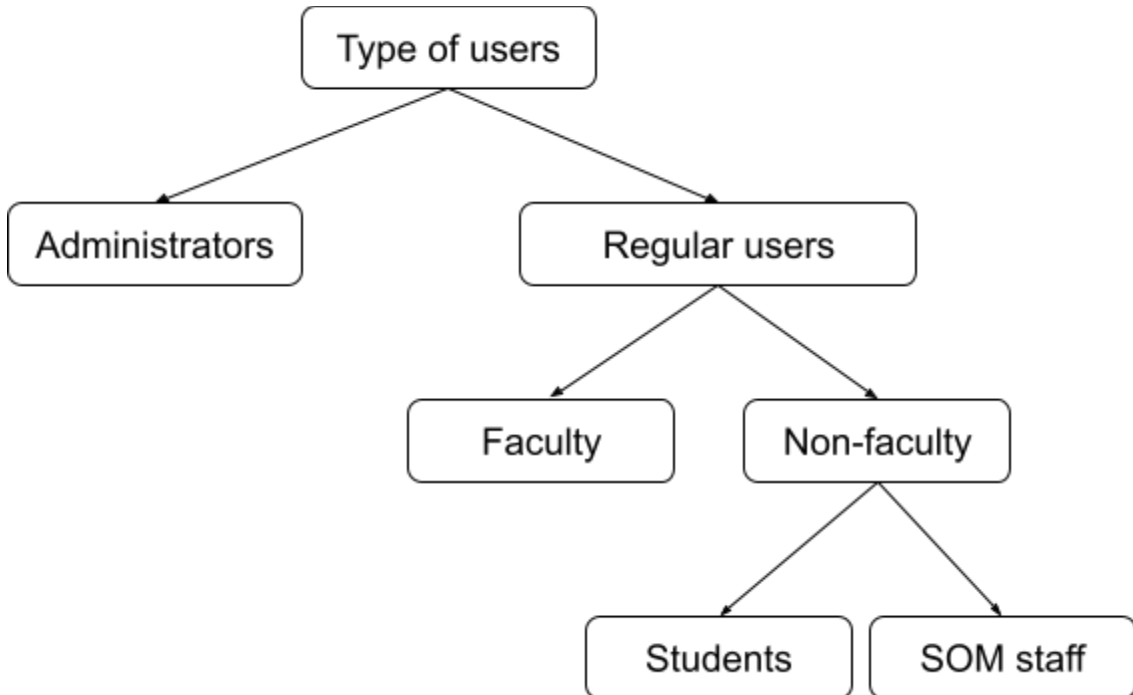 Type of users
Administrators
Regular users
Faculty
Non-faculty
Students
SOM staff